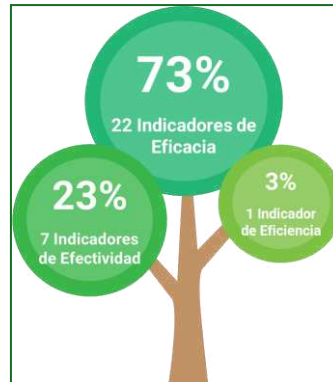 73%
22 Indicadores de
Eficacia
23%
7 Indicadores
de Efectividad
3%
1 Indicador
de Eficiencia